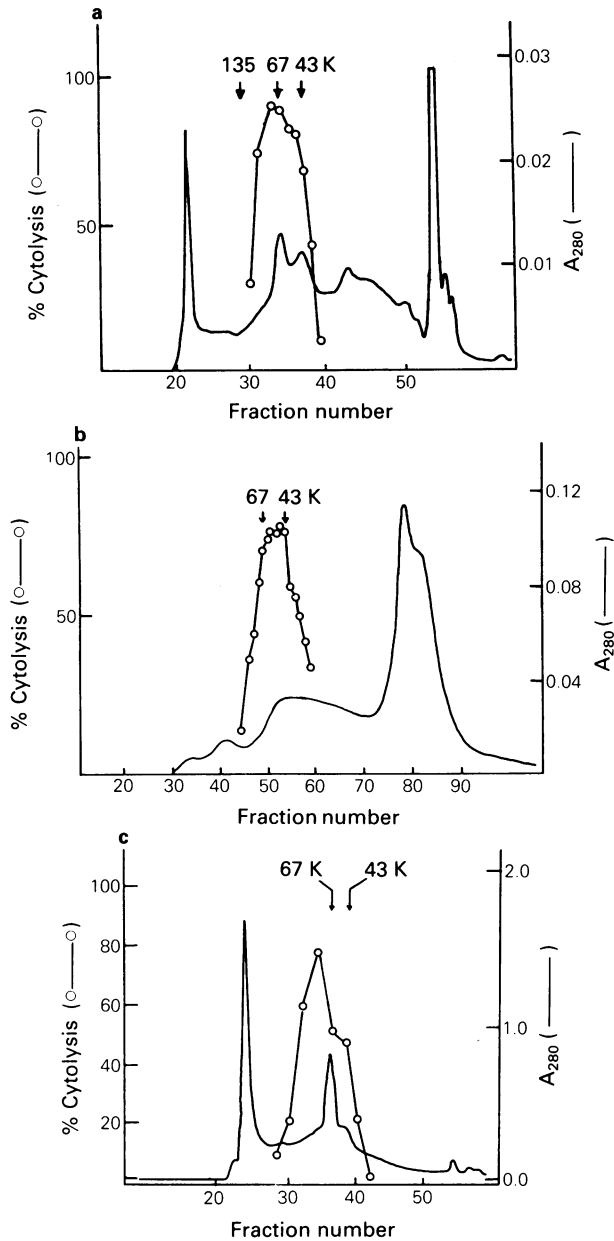 a
135 67 43 K
100
50
% Cytolysis (○——○)
0.03
0.02
0.01
A280 (——)
20 30 40 50
Fraction number
b
67 43 K
100
50
% Cytolysis (○——○)
0.12
0.08
0.04
A280 (——)
20 30 40 50 60 70 80 90
Fraction number
c
67 K 43 K
100
80
60
40
20
% Cytolysis (○——○)
2.0
1.0
0.0
A280 (——)
20 30 40 50
Fraction number